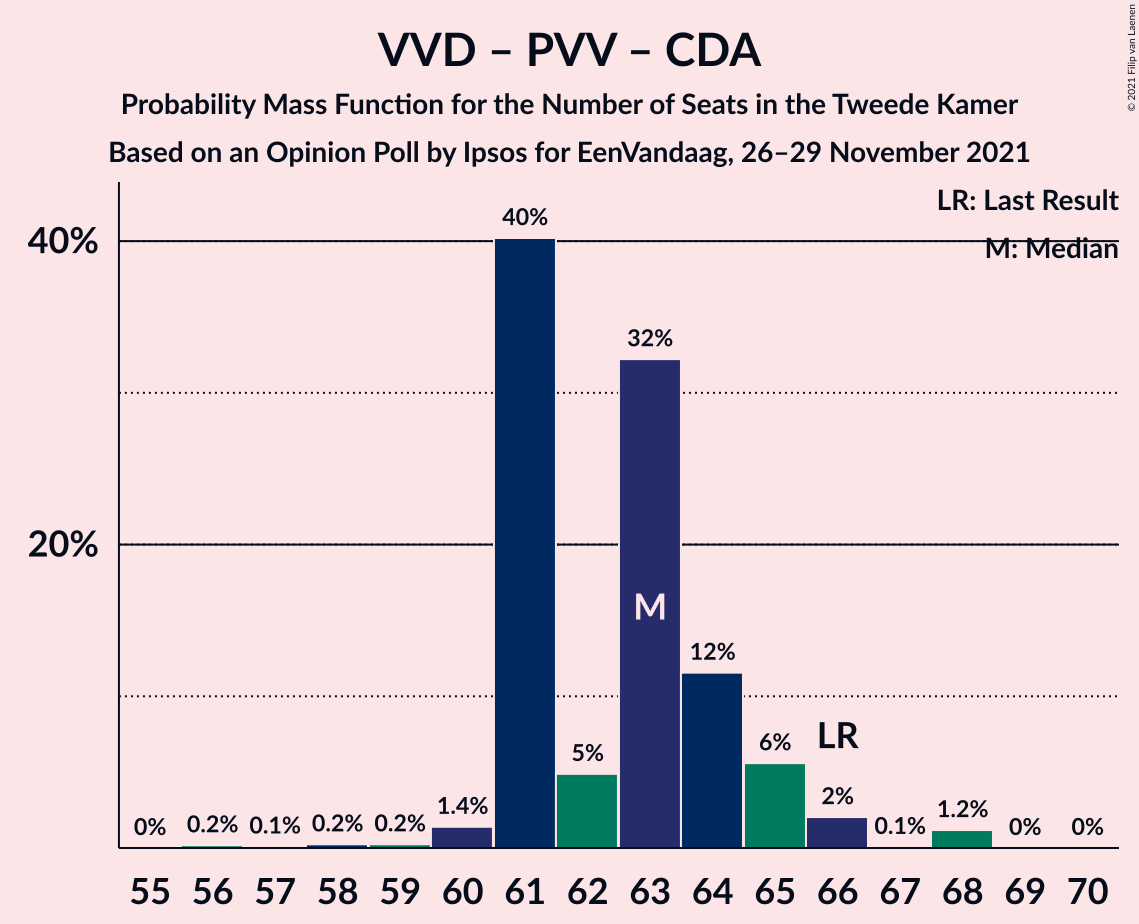 VVD – PVV – CDA
Probability Mass Function for the Number of Seats in the Tweede Kamer
Based on an Opinion Poll by Ipsos for EenVandaag, 26–29 November 2021
© 2021 Filip van Laenen
LR: Last Result
M: Median
40%
20%
0%
0.2%
0.1%
0.2%
0.2%
1.4%
40%
5%
32%
12%
6%
2%
0.1%
1.2%
0%
0%
M
LR
55 56 57 58 59 60 61 62 63 64 65 66 67 68 69 70